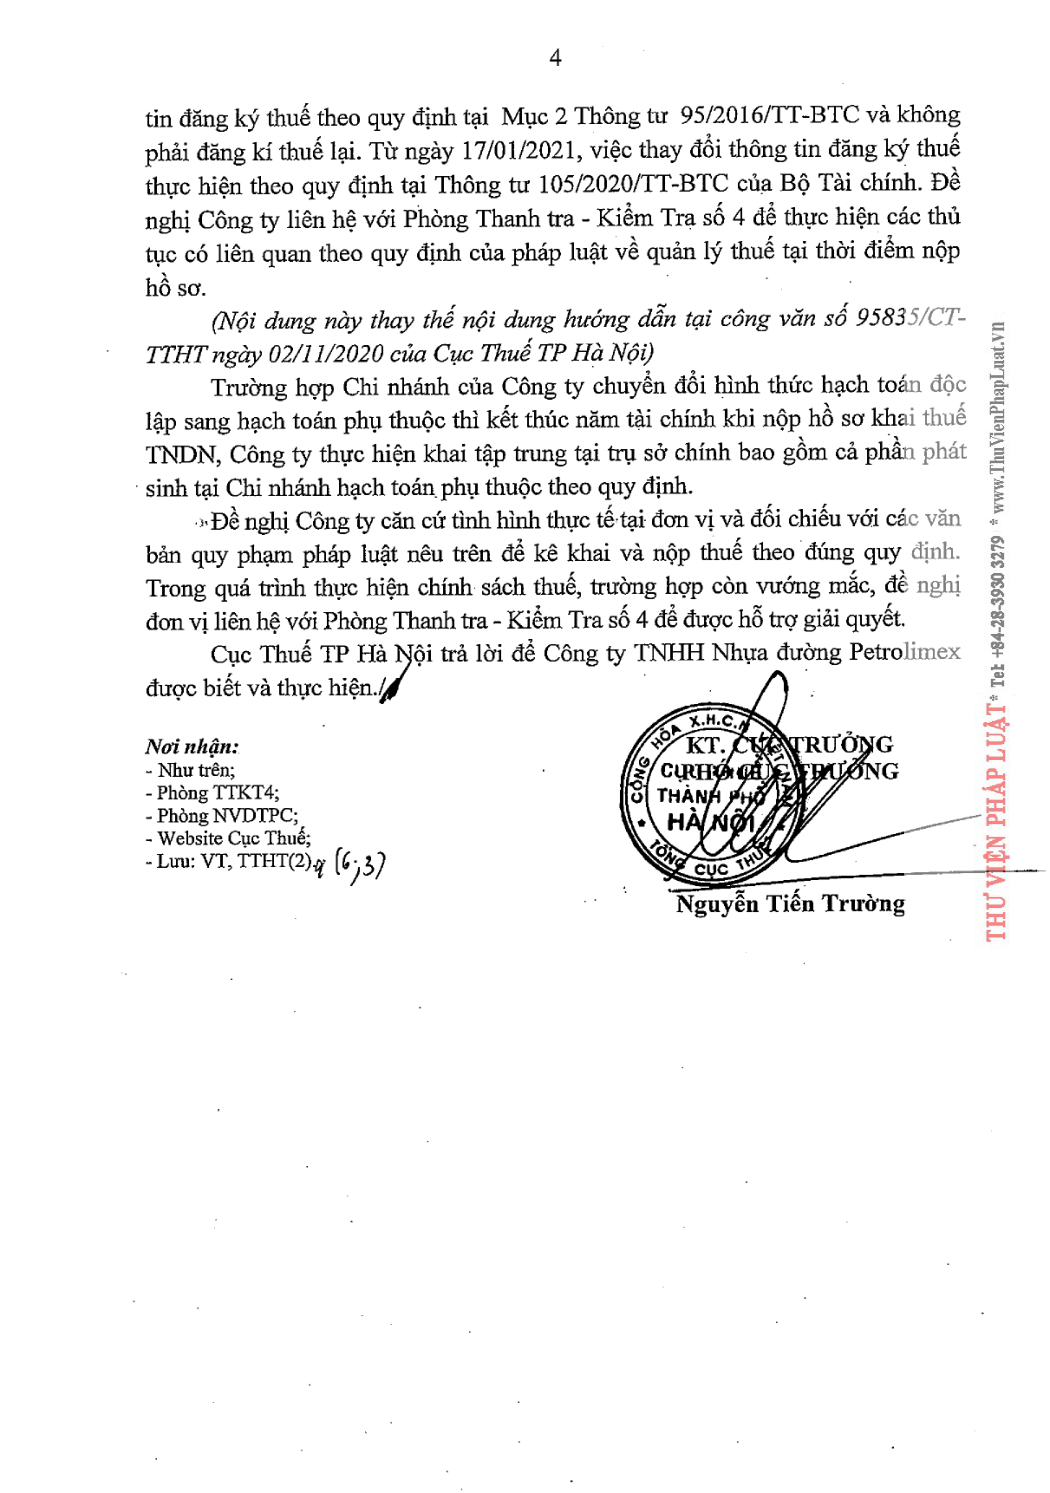 4
tin đăng ký thuế theo quy định tại Mục 2 Thông tư 95/2016/TT-BTC và không
phải đăng kí thuế lại. Từ ngày 17/01/2021, việc thay đổi thông tin đăng ký thuế
thực hiện theo quy định tại Thông tư 105/2020/TT-BTC của Bộ Tài chính. Đề
nghị Công ty liên hệ với Phòng Thanh tra - Kiểm Tra số 4 để thực hiện các thủ
tục có liên quan theo quy định của pháp luật về quản lý thuế tại thời điểm nộp
hồ sơ.
(Nội dung này thay thế nội dung hướng dẫn tại công văn số 95835/CT-
TTHT ngày 02/11/2020 của Cục Thuế TP Hà Nội)
Trường hợp Chi nhánh của Công ty chuyển đổi hình thức hạch toán độc
lập sang hạch toán phụ thuộc thì kết thúc năm tài chính khi nộp hồ sơ khai thuế
TNDN, Công ty thực hiện khai tập trung tại trụ sở chính bao gồm cả phần phát
sinh tại Chi nhánh hạch toán phụ thuộc theo quy định.
Đề nghị Công ty căn cứ tình hình thực tế tại đơn vị và đối chiếu với các văn
bản quy phạm pháp luật nêu trên để kê khai và nộp thuế theo đúng quy định.
Trong quá trình thực hiện chính sách thuế, trường hợp còn vướng mắc, đề nghị
đơn vị liên hệ với Phòng Thanh tra - Kiểm Tra số 4 để được hỗ trợ giải quyết.
Cục Thuế TP Hà Nội trả lời để Công ty TNHH Nhựa đường Petrolimex
được biết và thực hiện./.
Nơi nhận:
- Như trên;
- Phòng TTKT4;
- Phòng NVDTPC;
- Website Cục Thuế;
- Lưu: VT, TTHT(2). (6;3)
KT. CỤC TRƯỞNG
PHÓ CỤC TRƯỞNG
CỘNG HÒA X.H.C.N VIỆT NAM
THÀNH PHỐ
HÀ NỘI
TỔNG CỤC THUẾ
Nguyễn Tiến Trường
THƯ VIỆN PHÁP LUẬT * Tel: +84-28-3930 3279 * www.ThuVienPhapLuat.vn